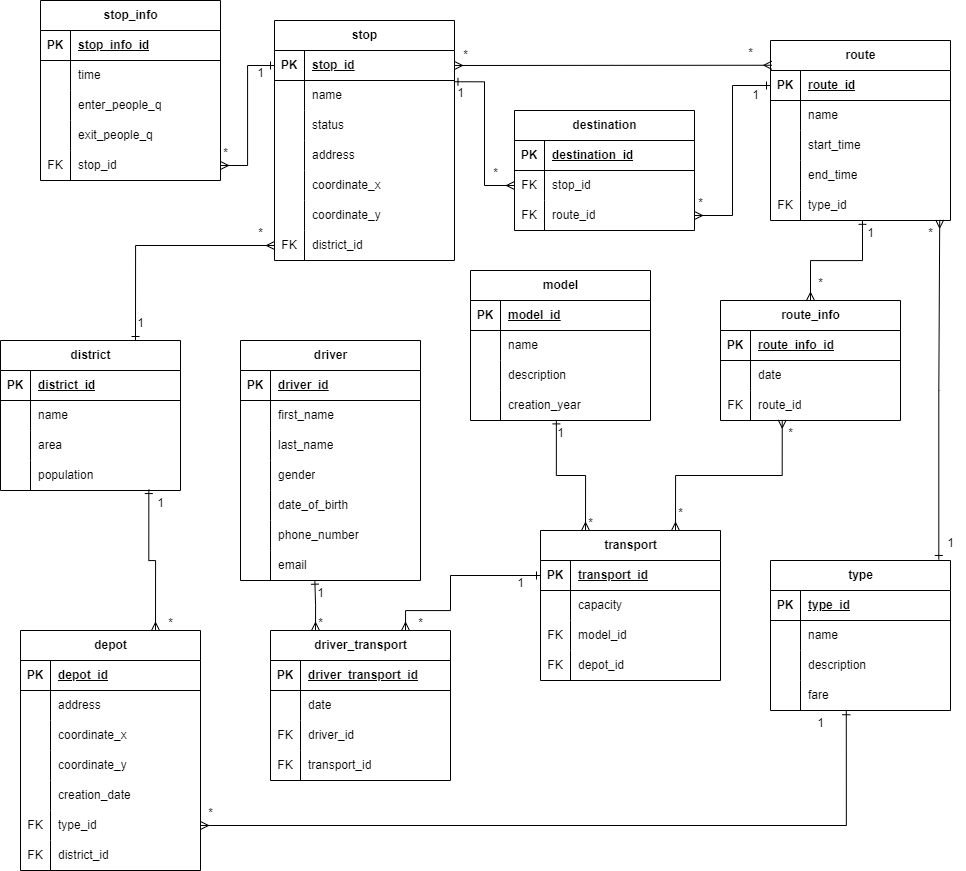 stop_info
PK stop_info_id
time
enter_people_q
exit_people_q
FK stop_id
1
*
stop
PK stop_id
name
status
address
coordinate_x
coordinate_y
FK district_id
*
*
1
*
*
1
destination
PK destination_id
FK stop_id
FK route_id
*
route
PK route_id
name
start_time
end_time
FK type_id
1
*
*
1
model
PK model_id
name
description
creation_year
1
route_info
PK route_info_id
date
FK route_id
*
district
PK district_id
name
area
population
1
driver
PK driver_id
first_name
last_name
gender
date_of_birth
phone_number
email
1
*
*
1
transport
PK transport_id
capacity
FK model_id
FK depot_id
1
type
PK type_id
name
description
fare
1
*
depot
PK depot_id
address
coordinate_x
coordinate_y
creation_date
FK type_id
FK district_id
*
*
*
driver_transport
PK driver_transport_id
date
FK driver_id
FK transport_id